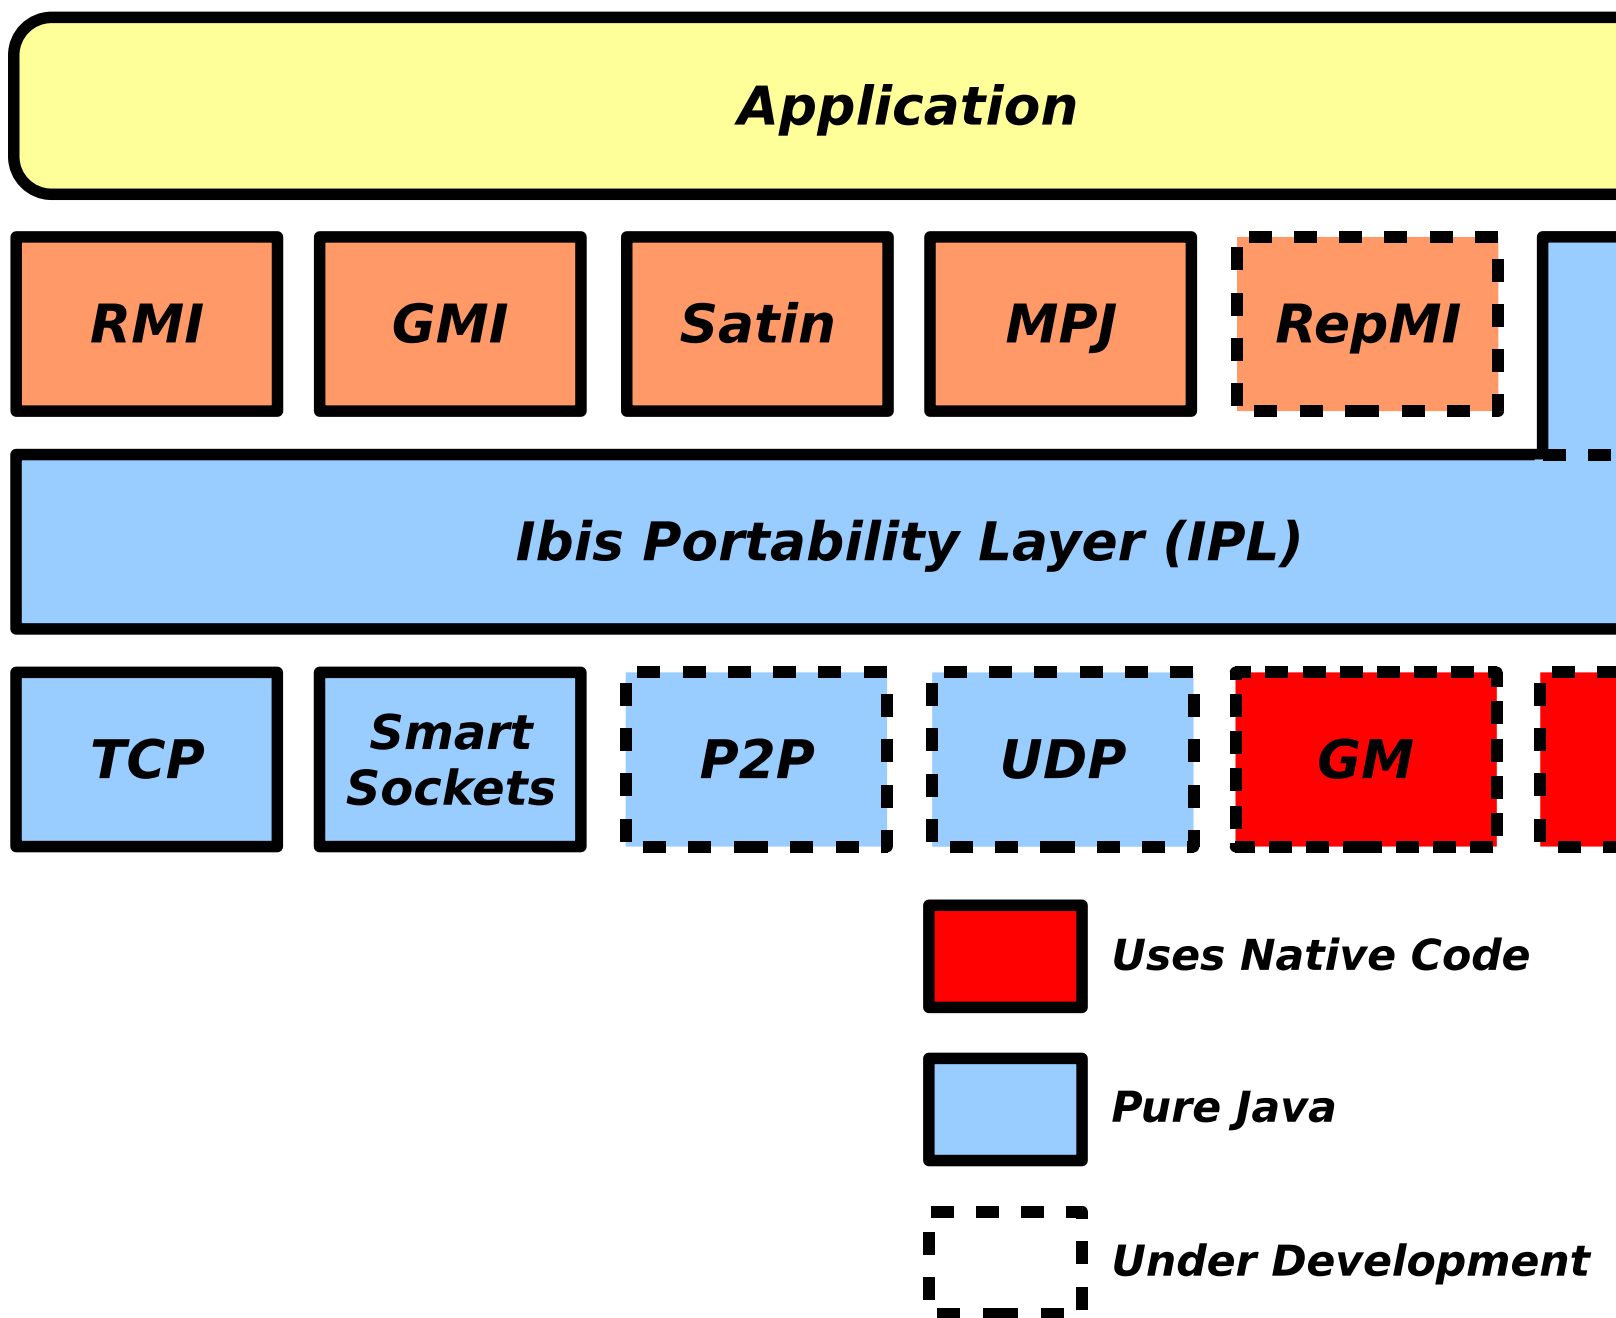 Application
RMI
GMI
Satin
MPJ
RepMI
Ibis Portability Layer (IPL)
TCP
Smart
Sockets
P2P
UDP
GM
Uses Native Code
Pure Java
Under Development